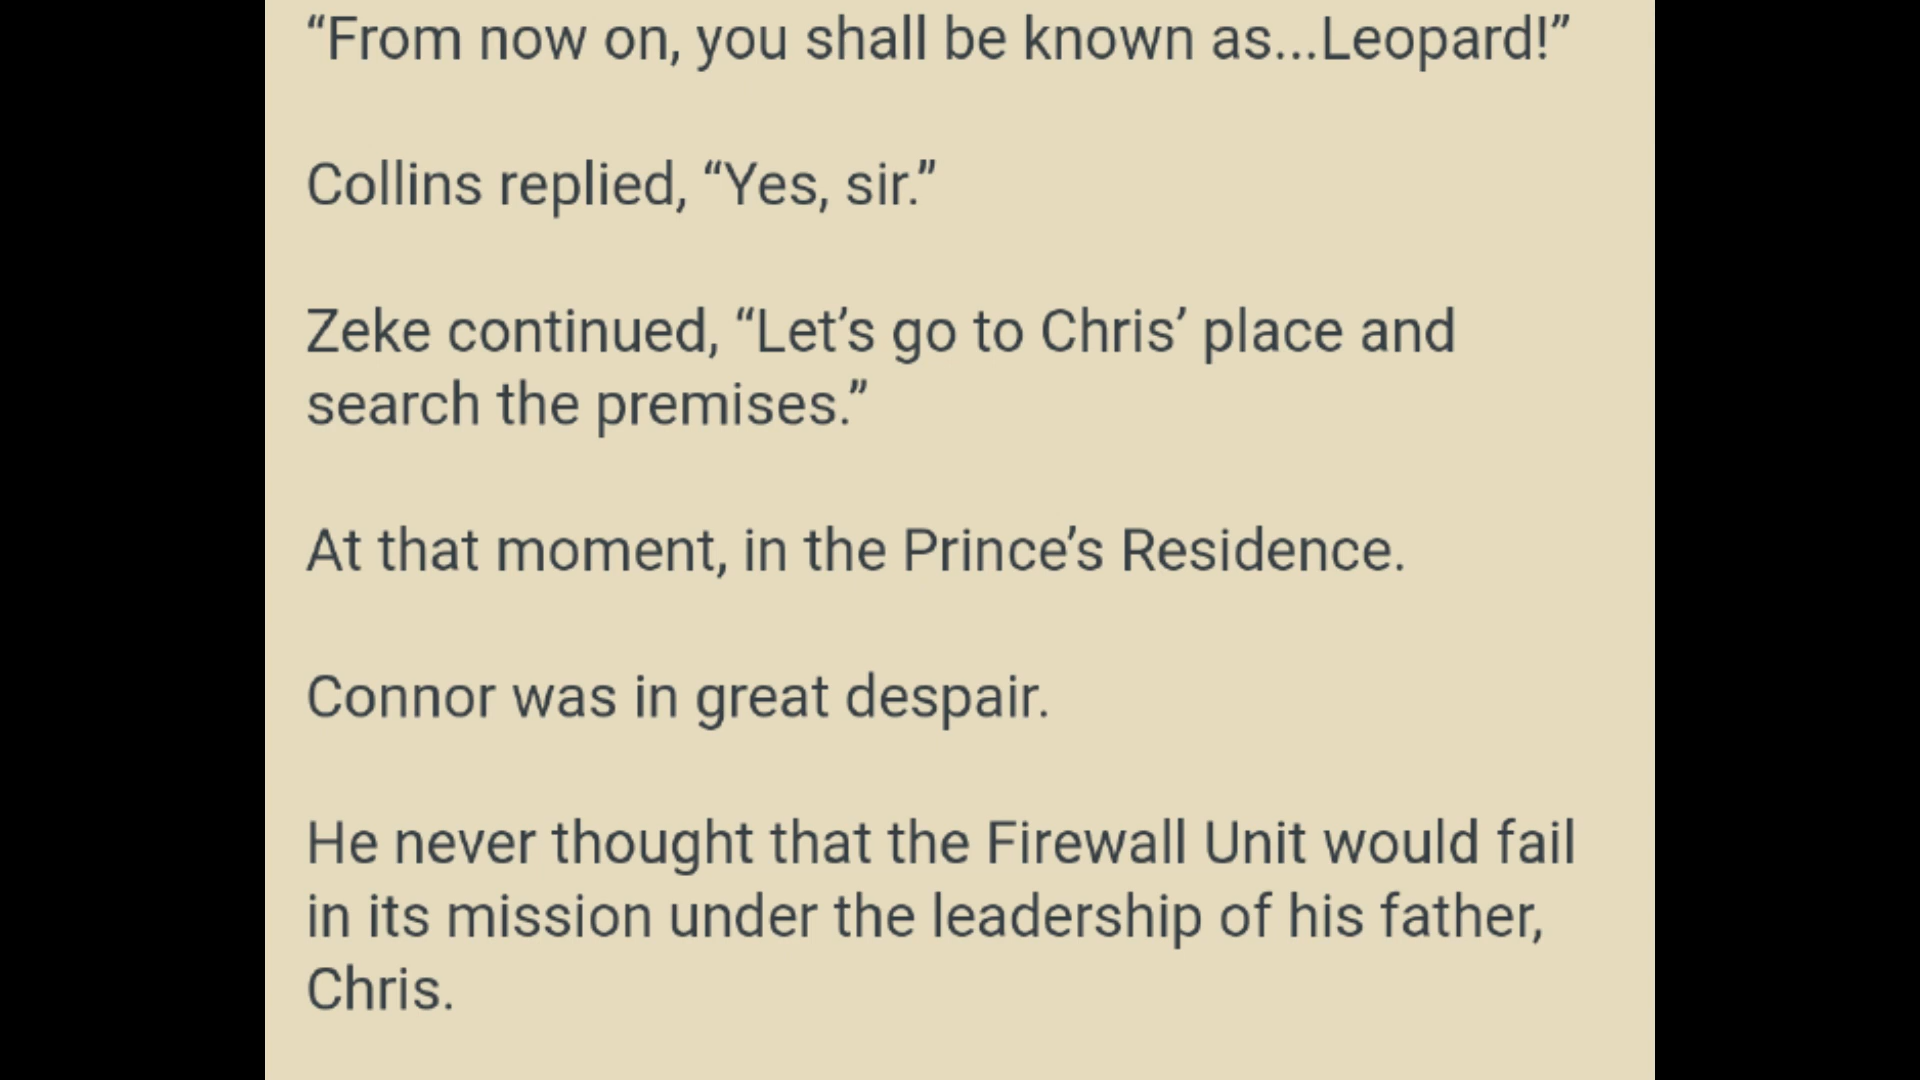 “From now on, you shall be known as...Leopard!”
Collins replied, “Yes, sir.”
Zeke continued, “Let’s go to Chris’ place and
search the premises.”
At that moment, in the Prince’s Residence.
Connor was in great despair.
He never thought that the Firewall Unit would fail
in its mission under the leadership of his father,
Chris.